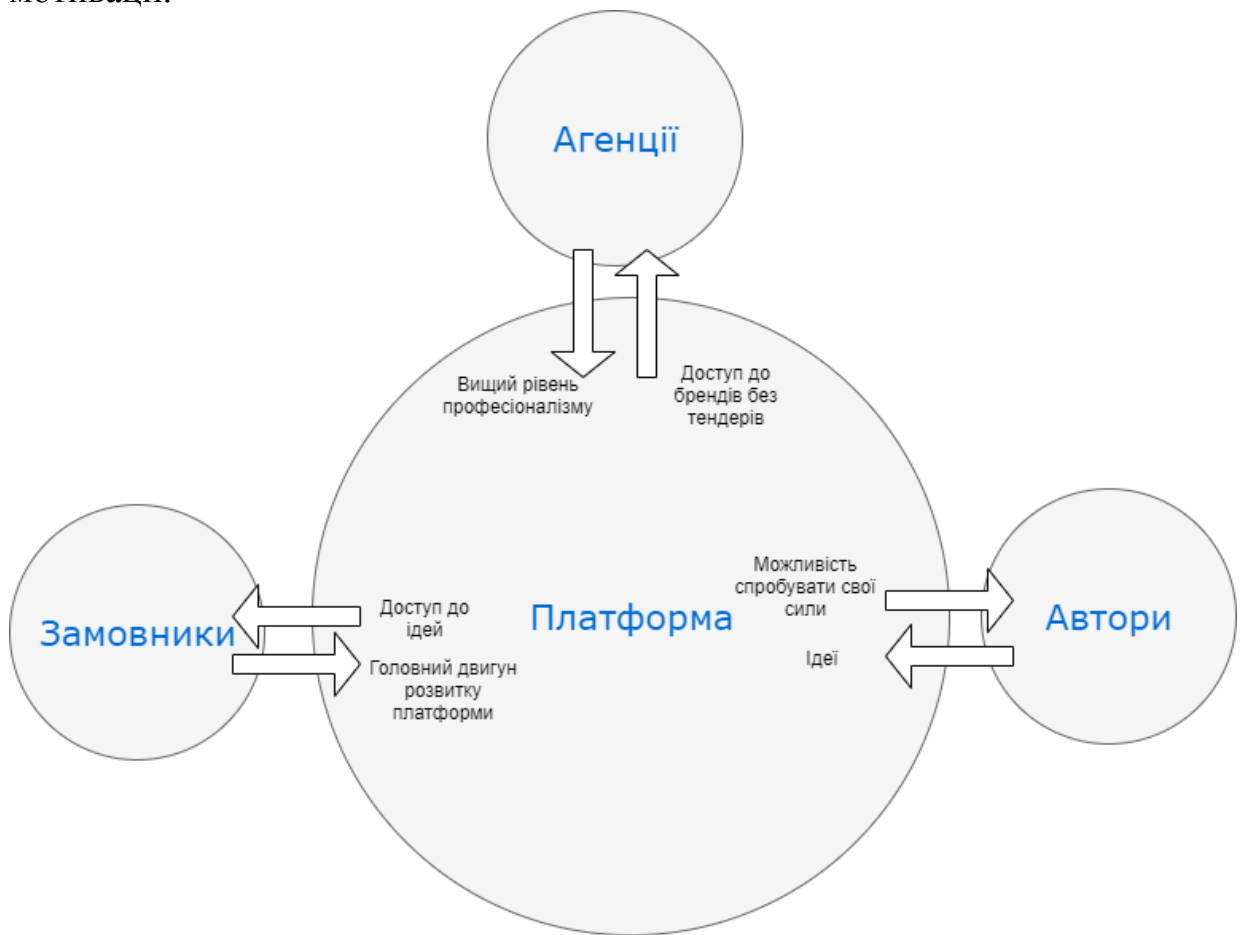 мотивації.
Агенції
Вищий рівень
професіоналізму
Доступ до
брендів без
тендерів
Замовники
Доступ до
ідей
Головний двигун
розвитку
платформи
Платформа
Можливість
спробувати свої
сили
Ідеї
Автори